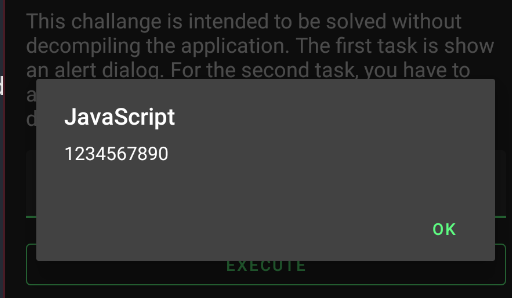 This challange is intended to be solved without
decompiling the application. The first task is show
an alert dialog. For the second task, you have to
JavaScript
1234567890
OK
EXECUTE